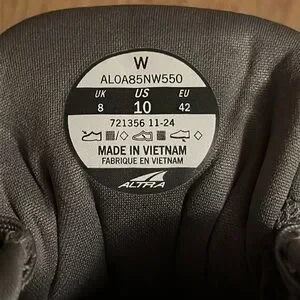 W
AL0A85NW550
UK US EU
8 10 42
721356 11-24
MADE IN VIETNAM
FABRIQUE EN VIETNAM
ALTRA